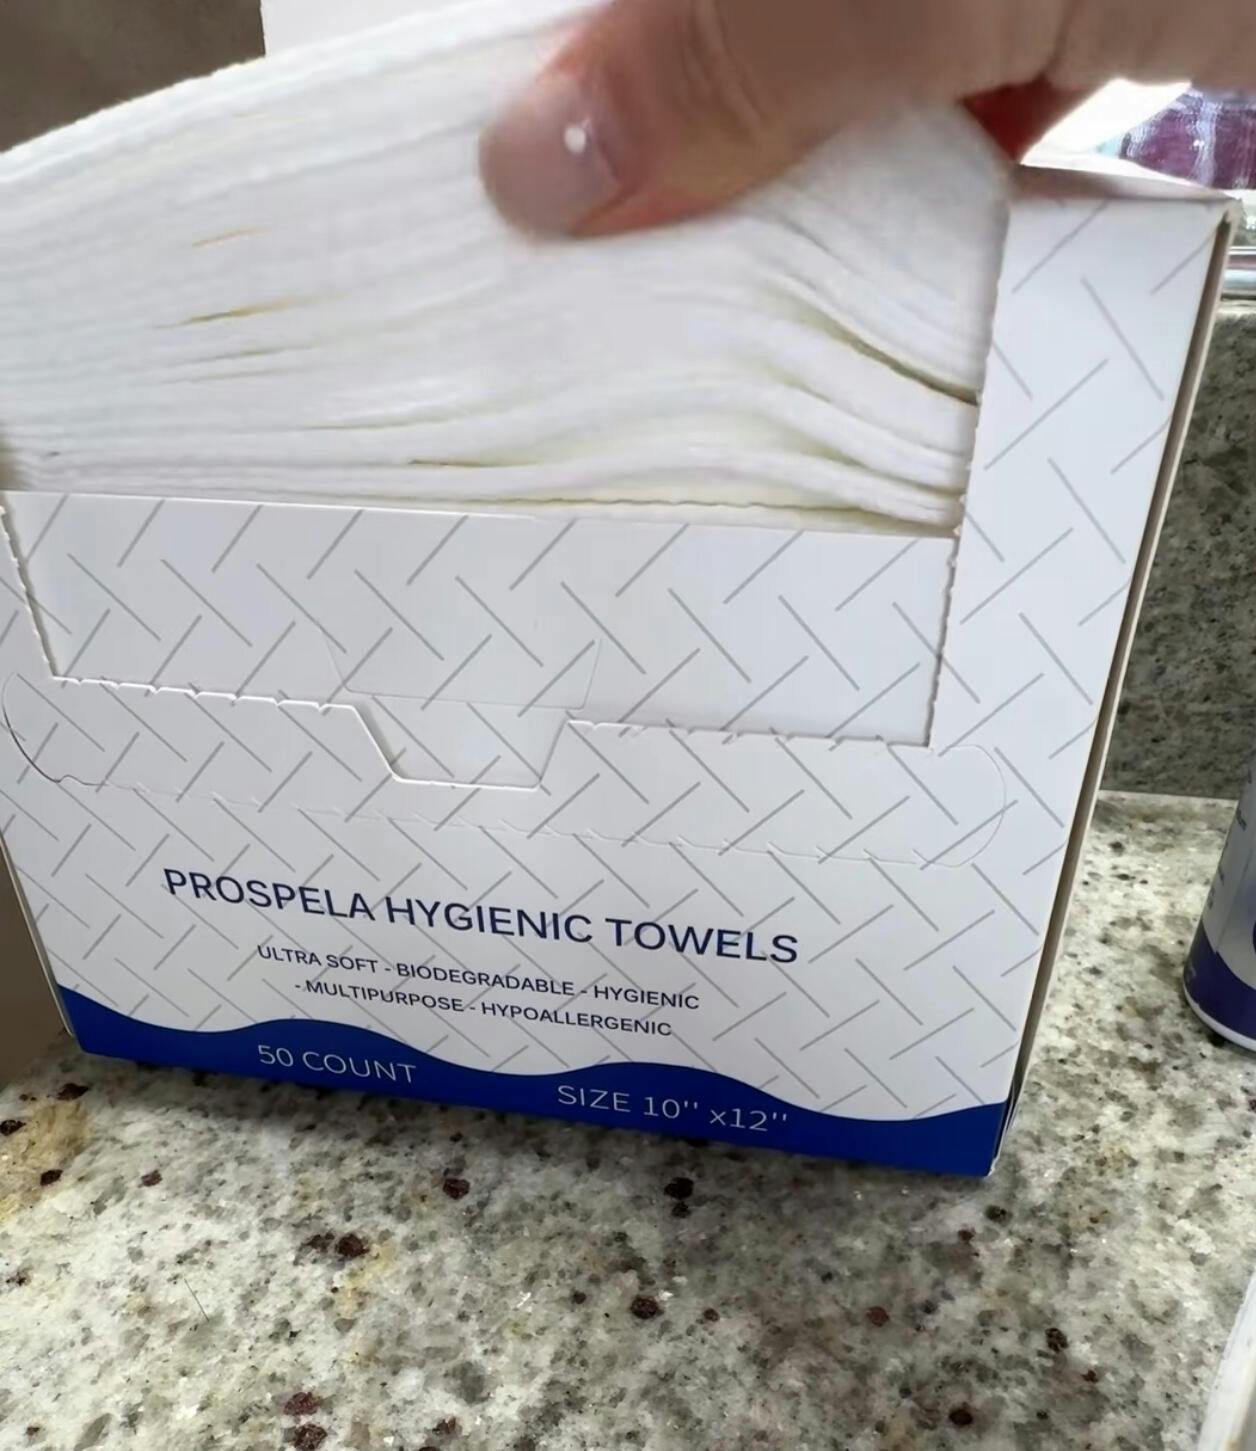 PROSPELA HYGIENIC TOWELS
ULTRA SOFT - BIODEGRADABLE - HYGIENIC
- MULTIPURPOSE - HYPOALLERGENIC
50 COUNT
SIZE 10'' x12''